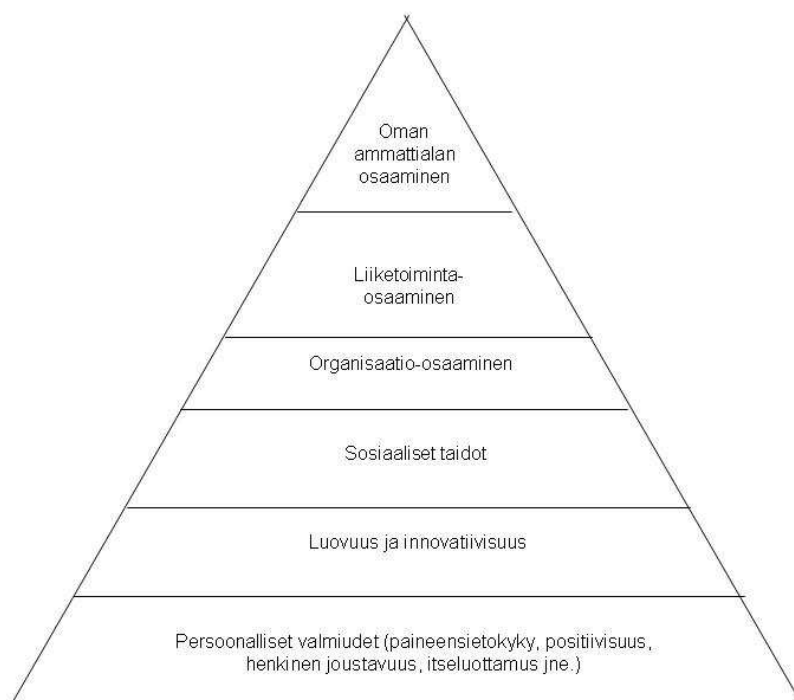 Oman
ammattialan
osaaminen
Liiketoiminta-
osaaminen
Organisaatio-osaaminen
Sosiaaliset taidot
Luovuus ja innovatiivisuus
Persoonalliset valmiudet (paineensietokyky, positiivisuus,
henkinen joustavuus, itseluottamus jne.)